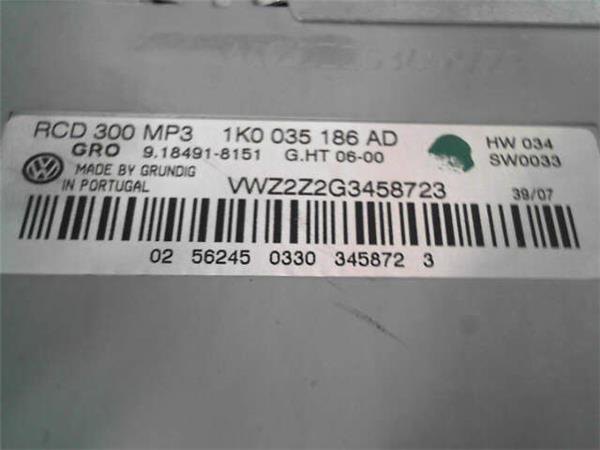 RCD 300 MP3 1K0 035 186 AD HW 034
GRO 9.18491-8151 G.HT 06-00 SW0033
MADE BY GRUNDIG
IN PORTUGAL VWZ2Z2G3458723 39/07
02 56245 0330 345872 3